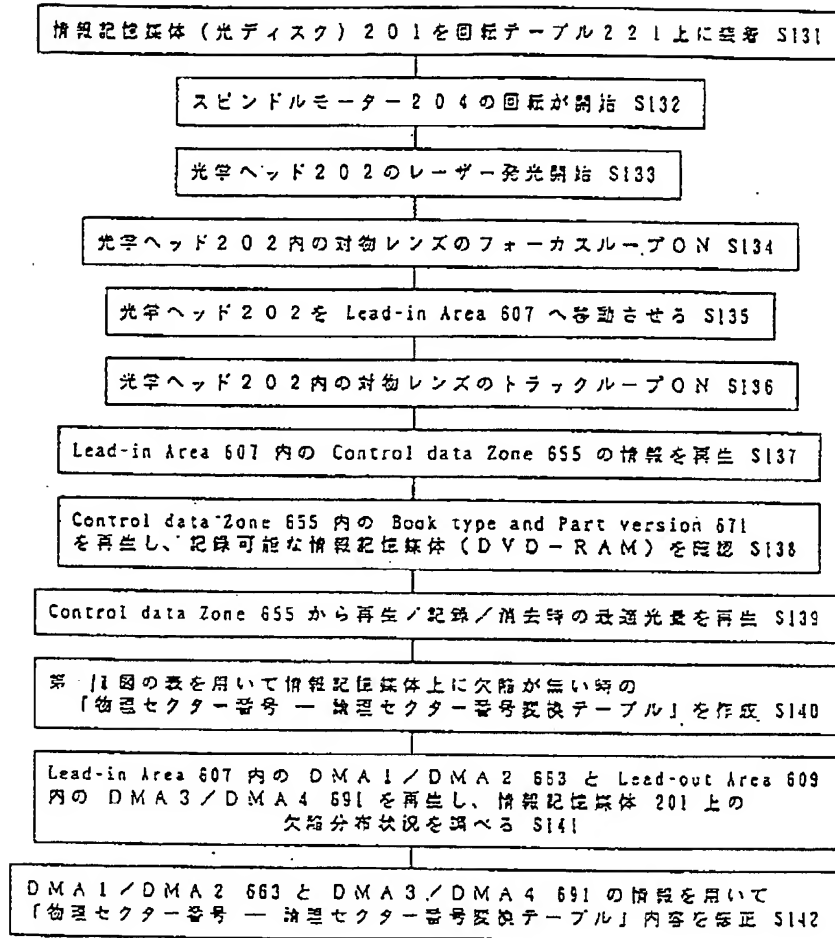 情報記憶媒体（光ディスク）２０１を回転テーブル２２１上に装着 S131
スピンドルモーター２０４の回転が開始 S132
光学ヘッド２０２のレーザー発光開始 S133
光学ヘッド２０２内の対物レンズのフォーカスループＯＮ S134
光学ヘッド２０２を Lead-in Area 607 へ移動させる S135
光学ヘッド２０２内の対物レンズのトラックループＯＮ S136
Lead-in Area 607 内の Control data Zone 655 の情報を再生 S137
Control data Zone 655 内の Book type and Part version 671
を再生し、記録可能な情報記憶媒体（ＤＶＤ－ＲＡＭ）を確認 S138
Control data Zone 655 から再生／記録／消去時の最適光量を再生 S139
第 11 図の表を用いて情報記憶媒体上に欠陥が無い時の
「物理セクター番号 ― 論理セクター番号変換テーブル」を作成 S140
Lead-in Area 607 内の ＤＭＡ１／ＤＭＡ２ 663 と Lead-out Area 609
内の ＤＭＡ３／ＤＭＡ４ 691 を再生し、情報記憶媒体 201 上の
欠陥分布状況を調べる S141
ＤＭＡ１／ＤＭＡ２ 663 と ＤＭＡ３／ＤＭＡ４ 691 の情報を用いて
「物理セクター番号 ― 論理セクター番号変換テーブル」内容を修正 S142